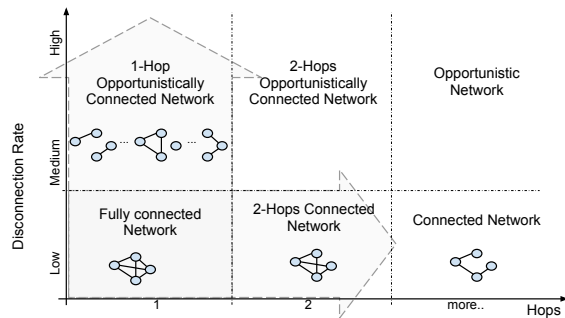 High
1-Hop
Opportunistically
Connected Network
2-Hops
Opportunistically
Connected Network
Opportunistic
Network
Disconnection Rate
Medium
...
...
Fully connected
Network
2-Hops Connected
Network
Connected Network
Low
1
2
more..
Hops